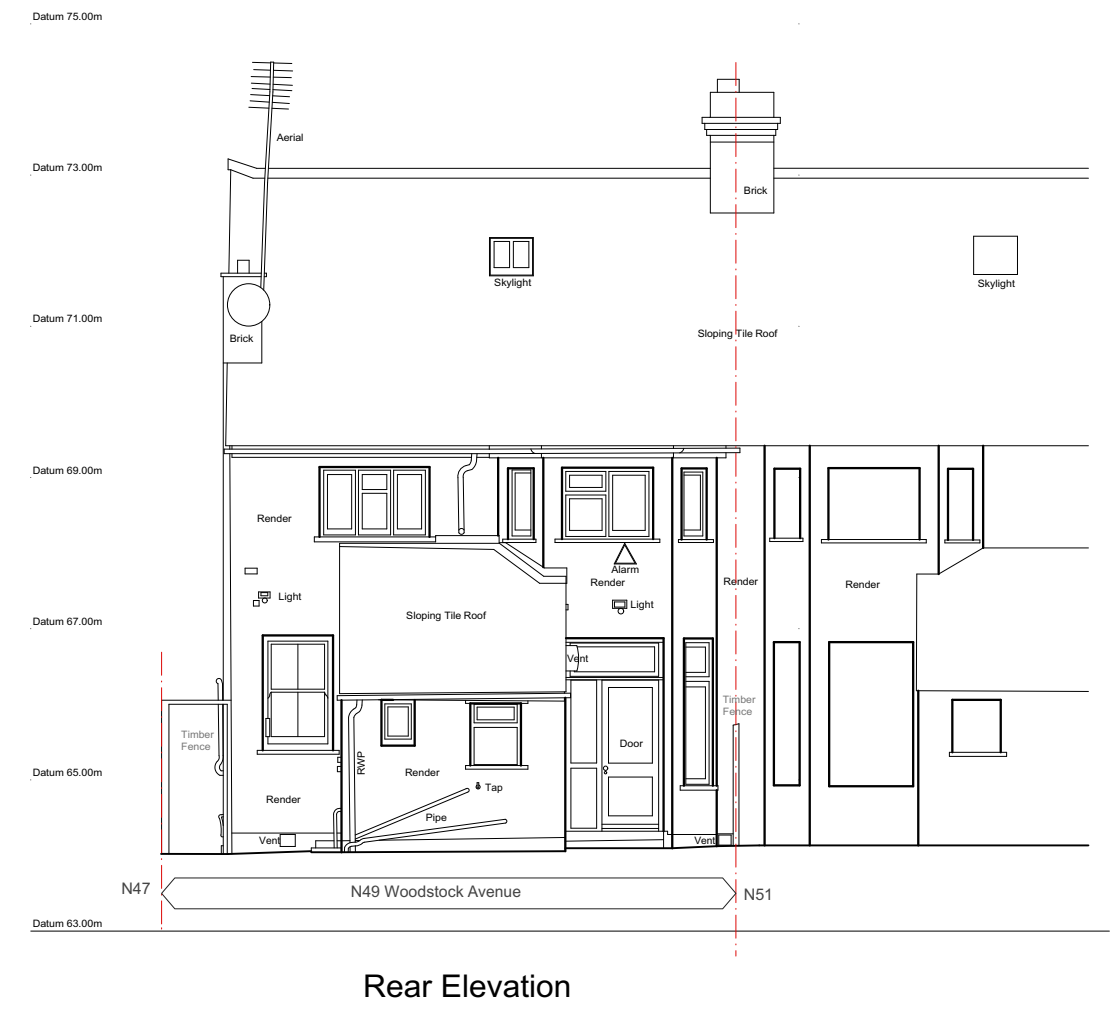 Datum 75.00m
Aerial
Datum 73.00m
Brick
Skylight
Skylight
Datum 71.00m
Brick
Sloping Tile Roof
Datum 69.00m
Render
Alarm
Render
Render
Render
Light
Light
Sloping Tile Roof
Datum 67.00m
Vent
Timber
Fence
Timber
Fence
Door
RWP
Datum 65.00m
Render
Tap
Render
Pipe
Vent
Vent
N47
N49 Woodstock Avenue
N51
Datum 63.00m
Rear Elevation